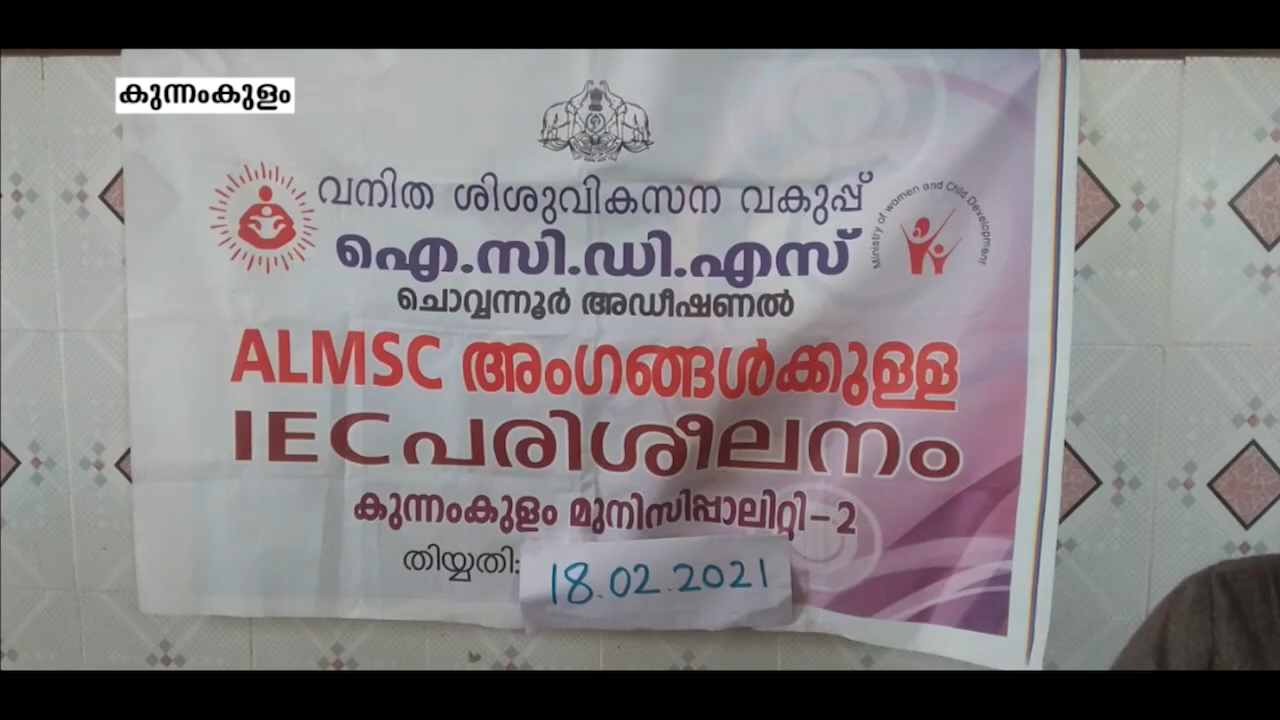 കുന്നംകുളം
വനിത ശിശുവികസന വകുപ്പ്
Ministry of women and Child Development
ഐ.സി.ഡി.എസ്
ചൊവ്വന്നൂർ അഡീഷണൽ
ALMSC അംഗങ്ങൾക്കുള്ള
IEC പരിശീലനം
കുന്നംകുളം മുനിസിപ്പാലിറ്റി-2
തിയ്യതി: 18.02.2021